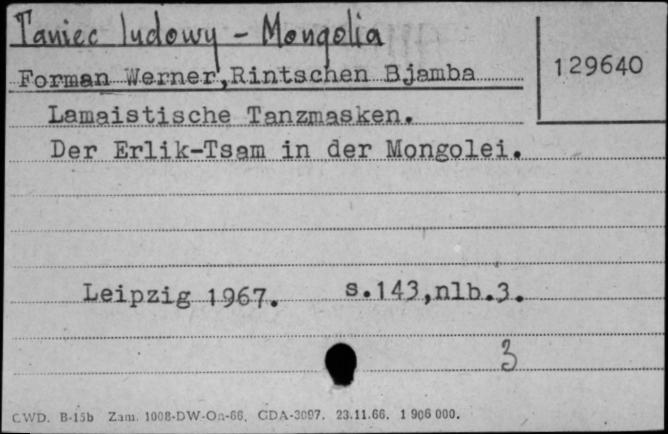 Taniec ludowy - Mongolia
Forman Werner, Rintschen Bjamba
129640
Lamaistische Tanzmasken.
Der Erlik-Tsam in der Mongolei.
Leipzig 1967. s.143,nlb.3.
3
CWD. B-15b Zam. 1008-DW-On-66. GDA-3097. 23.11.66. 1 906 000.